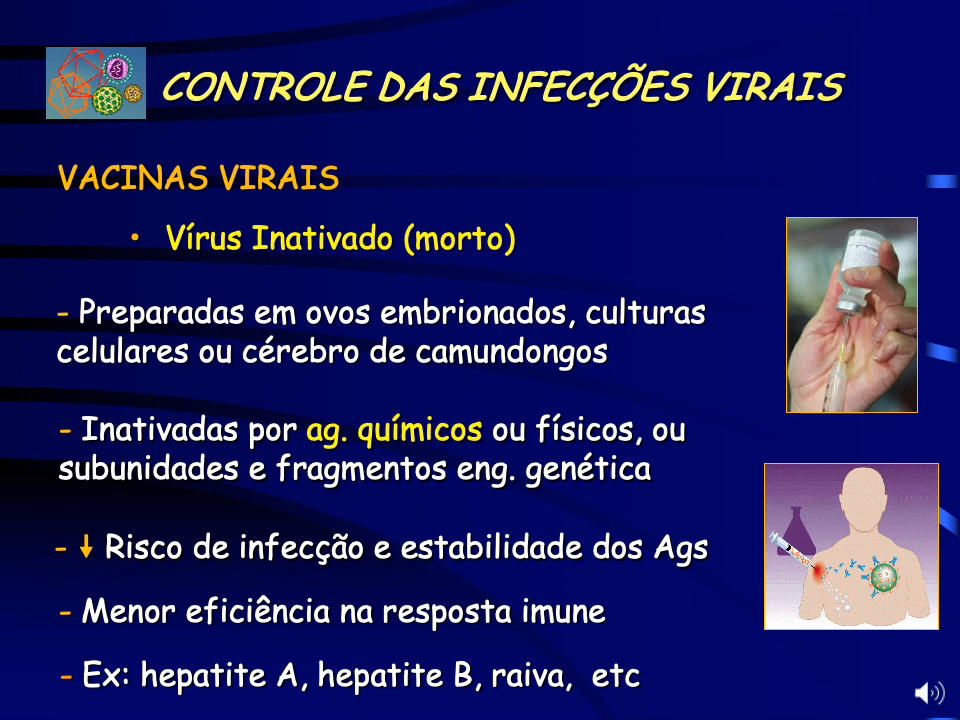 CONTROLE DAS INFECÇÕES VIRAIS
VACINAS VIRAIS
• Vírus Inativado (morto)
- Preparadas em ovos embrionados, culturas
celulares ou cérebro de camundongos
- Inativadas por ag. químicos ou físicos, ou
subunidades e fragmentos eng. genética
- ↓ Risco de infecção e estabilidade dos Ags
- Menor eficiência na resposta imune
- Ex: hepatite A, hepatite B, raiva, etc